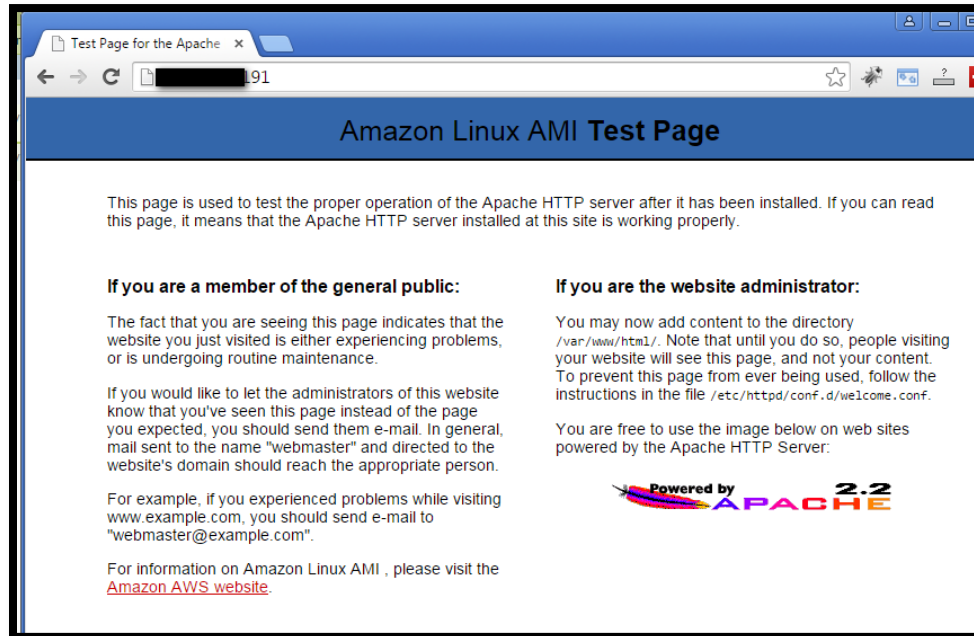 Test Page for the Apache
191
Amazon Linux AMI Test Page
This page is used to test the proper operation of the Apache HTTP server after it has been installed. If you can read
this page, it means that the Apache HTTP server installed at this site is working properly.
If you are a member of the general public:
The fact that you are seeing this page indicates that the
website you just visited is either experiencing problems,
or is undergoing routine maintenance.
If you would like to let the administrators of this website
know that you've seen this page instead of the page
you expected, you should send them e-mail. In general,
mail sent to the name "webmaster" and directed to the
website's domain should reach the appropriate person.
For example, if you experienced problems while visiting
www.example.com, you should send e-mail to
"webmaster@example.com".
For information on Amazon Linux AMI , please visit the
Amazon AWS website.
If you are the website administrator:
You may now add content to the directory
/var/www/html/. Note that until you do so, people visiting
your website will see this page, and not your content.
To prevent this page from ever being used, follow the
instructions in the file /etc/httpd/conf.d/welcome.conf.
You are free to use the image below on web sites
powered by the Apache HTTP Server:
Powered by 2.2
APACHE